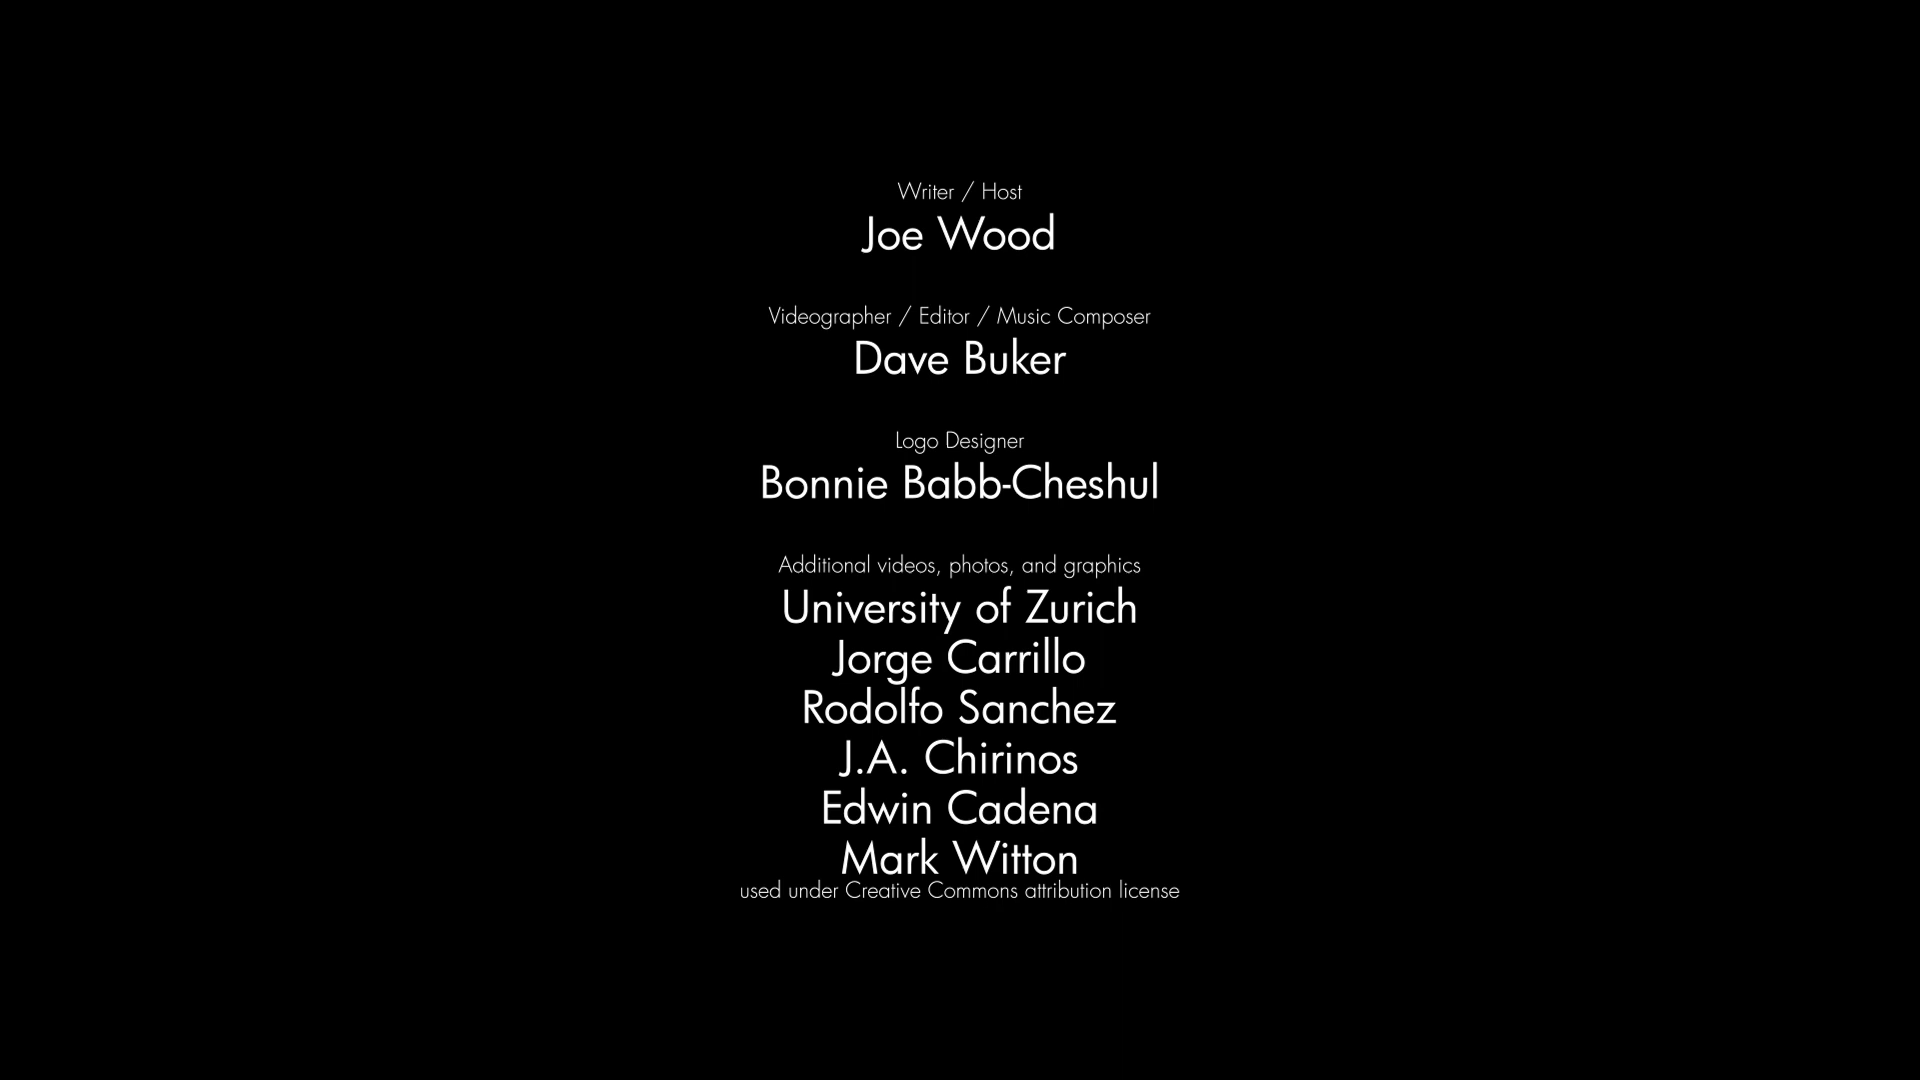 Writer / Host
Joe Wood
Videographer / Editor / Music Composer
Dave Buker
Logo Designer
Bonnie Babb-Cheshul
Additional videos, photos, and graphics
University of Zurich
Jorge Carrillo
Rodolfo Sanchez
J.A. Chirinos
Edwin Cadena
Mark Witton
used under Creative Commons attribution license